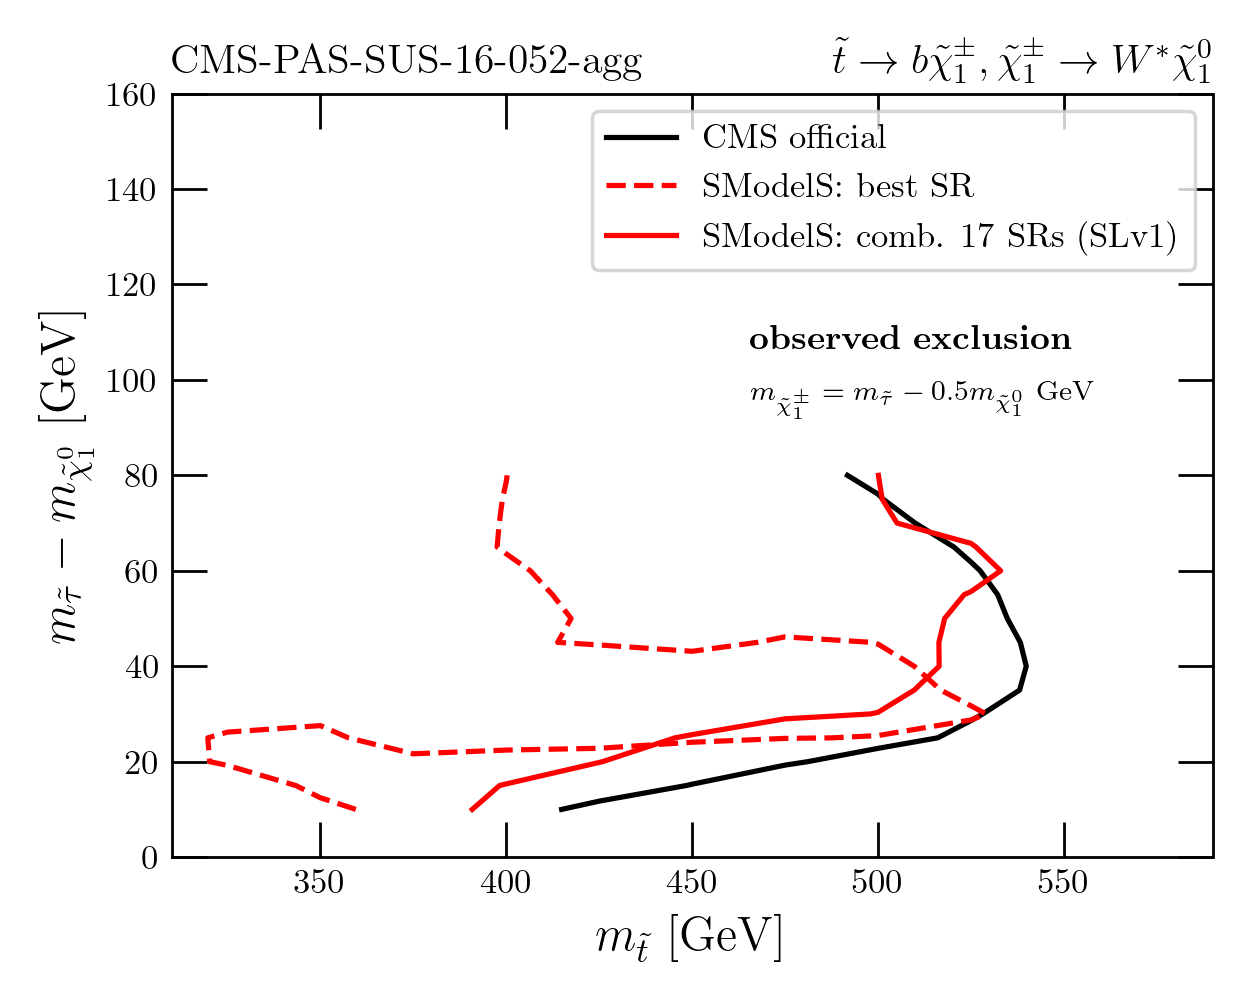 CMS-PAS-SUS-16-052-agg
t̃ → bχ̃₁±, χ̃₁± → W*χ̃₁⁰
160
140
120
100
80
60
40
20
0
CMS official
SModelS: best SR
SModelS: comb. 17 SRs (SLv1)
observed exclusion
m_χ̃₁± = m_τ̃ − 0.5m_χ̃₁⁰ GeV
m_τ̃ − m_χ̃₁⁰ [GeV]
350 400 450 500 550
m_t̃ [GeV]